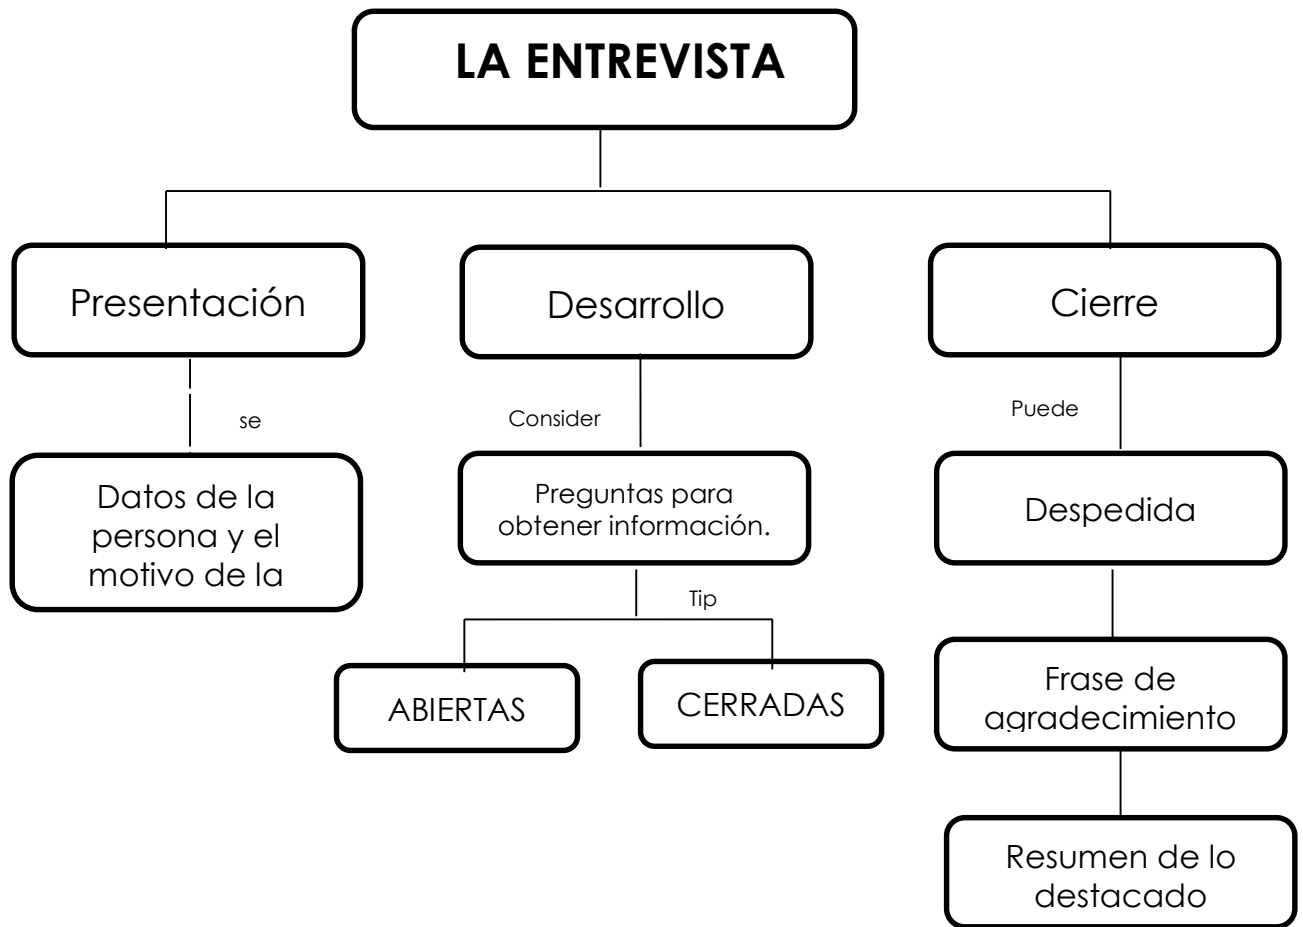 LA ENTREVISTA
Presentación
Desarrollo
Cierre
se
Consider
Puede
Datos de la
persona y el
motivo de la
Preguntas para
obtener información.
Despedida
Tip
ABIERTAS
CERRADAS
Frase de
agradecimiento
Resumen de lo
destacado